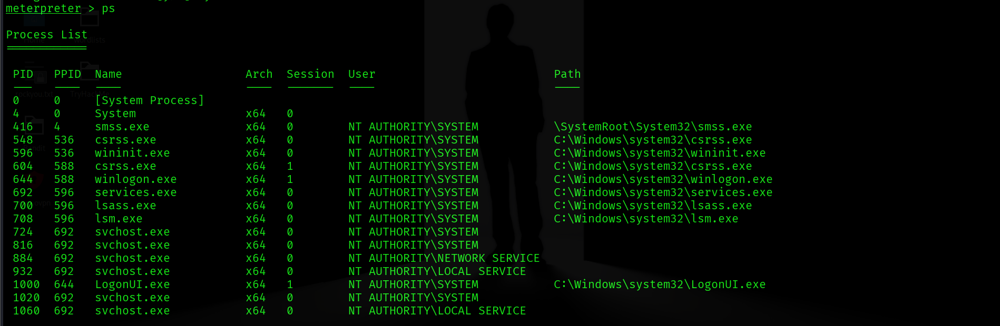 meterpreter > ps
Process List
PID PPID Name Arch Session User Path
0 0 [System Process]
4 0 System x64 0
416 4 smss.exe x64 0 NT AUTHORITY\SYSTEM \SystemRoot\System32\smss.exe
548 536 csrss.exe x64 0 NT AUTHORITY\SYSTEM C:\Windows\system32\csrss.exe
596 536 wininit.exe x64 0 NT AUTHORITY\SYSTEM C:\Windows\system32\wininit.exe
604 588 csrss.exe x64 1 NT AUTHORITY\SYSTEM C:\Windows\system32\csrss.exe
644 588 winlogon.exe x64 1 NT AUTHORITY\SYSTEM C:\Windows\system32\winlogon.exe
692 596 services.exe x64 0 NT AUTHORITY\SYSTEM C:\Windows\system32\services.exe
700 596 lsass.exe x64 0 NT AUTHORITY\SYSTEM C:\Windows\system32\lsass.exe
708 596 lsm.exe x64 0 NT AUTHORITY\SYSTEM C:\Windows\system32\lsm.exe
724 692 svchost.exe x64 0 NT AUTHORITY\SYSTEM
816 692 svchost.exe x64 0 NT AUTHORITY\SYSTEM
884 692 svchost.exe x64 0 NT AUTHORITY\NETWORK SERVICE
932 692 svchost.exe x64 0 NT AUTHORITY\LOCAL SERVICE
1000 644 LogonUI.exe x64 1 NT AUTHORITY\SYSTEM C:\Windows\system32\LogonUI.exe
1020 692 svchost.exe x64 0 NT AUTHORITY\SYSTEM
1060 692 svchost.exe x64 0 NT AUTHORITY\LOCAL SERVICE